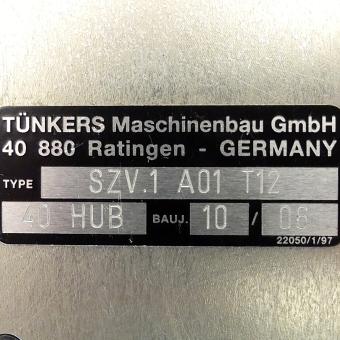 TÜNKERS Maschinenbau GmbH
40 880 Ratingen - GERMANY
TYPE SZV.1 A01 T12
40 HUB BAUJ. 10 / 08
22050/1/97